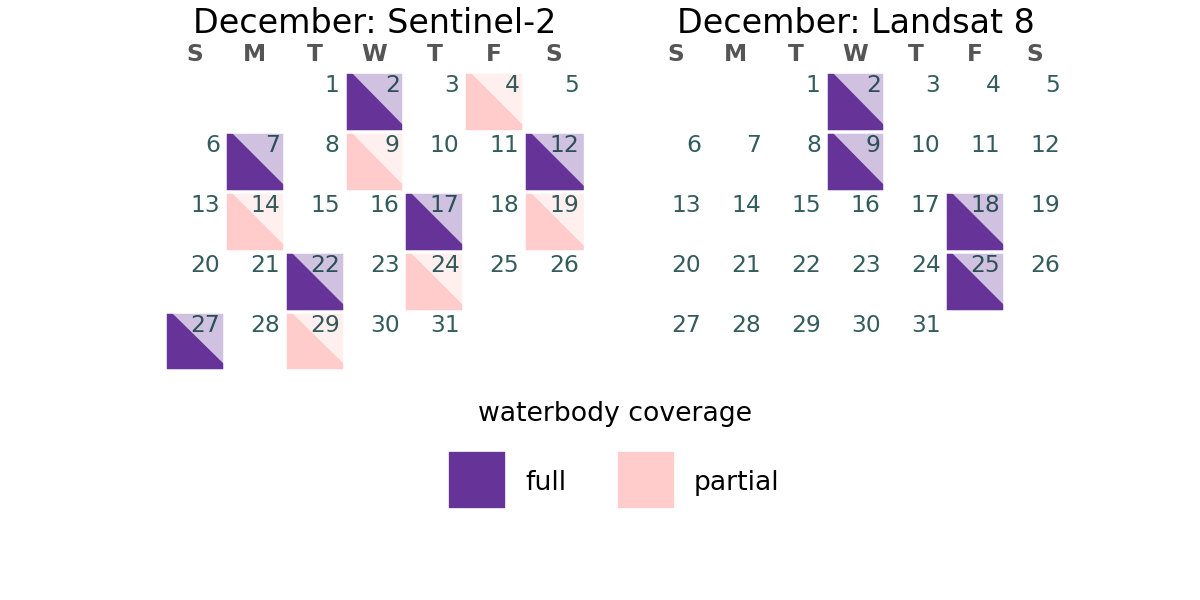 December: Sentinel-2
S M T W T F S
1 2 3 4 5
6 7 8 9 10 11 12
13 14 15 16 17 18 19
20 21 22 23 24 25 26
27 28 29 30 31
December: Landsat 8
S M T W T F S
1 2 3 4 5
6 7 8 9 10 11 12
13 14 15 16 17 18 19
20 21 22 23 24 25 26
27 28 29 30 31
waterbody coverage
full
partial